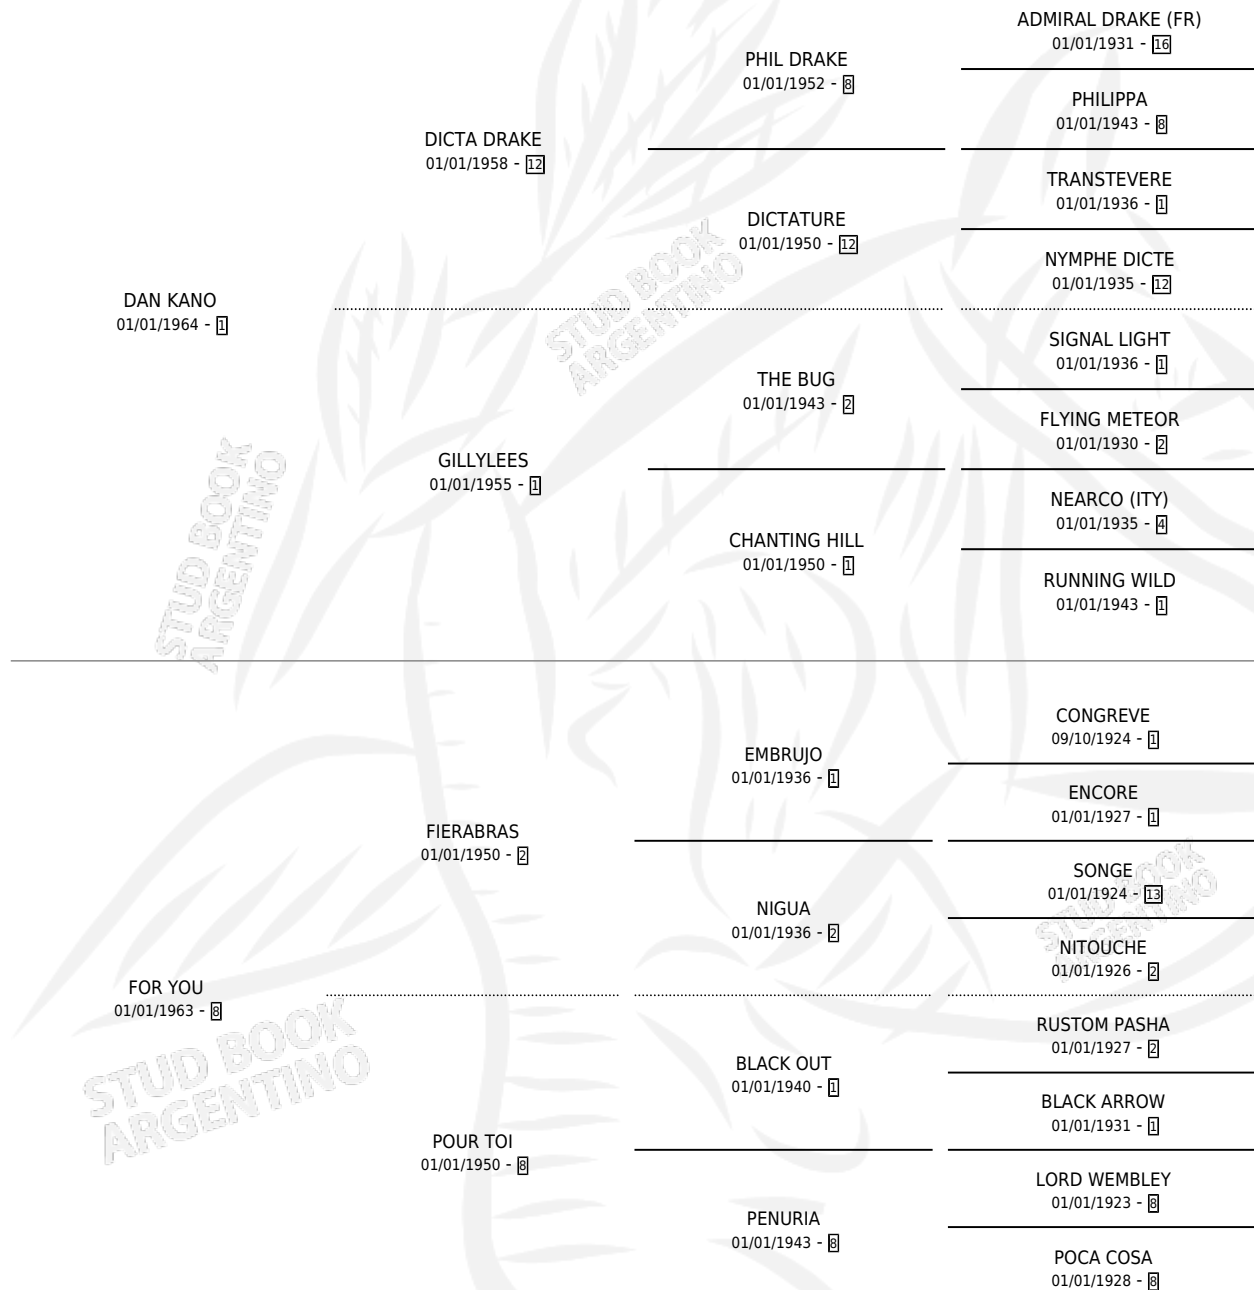 ADMIRAL DRAKE (FR)
01/01/1931 - 16
PHIL DRAKE
01/01/1952 - 8
PHILIPPA
01/01/1943 - 8
DICTA DRAKE
01/01/1958 - 12
TRANSTEVERE
01/01/1936 - 1
DICTATURE
01/01/1950 - 12
NYMPHE DICTE
01/01/1935 - 12
DAN KANO
01/01/1964 - 1
SIGNAL LIGHT
01/01/1936 - 1
THE BUG
01/01/1943 - 2
FLYING METEOR
01/01/1930 - 2
GILLYLEES
01/01/1955 - 1
NEARCO (ITY)
01/01/1935 - 4
CHANTING HILL
01/01/1950 - 1
RUNNING WILD
01/01/1943 - 1
CONGREVE
09/10/1924 - 1
EMBRUJO
01/01/1936 - 1
ENCORE
01/01/1927 - 1
FIERABRAS
01/01/1950 - 2
SONGE
01/01/1924 - 13
NIGUA
01/01/1936 - 2
NITOUCHE
01/01/1926 - 2
FOR YOU
01/01/1963 - 8
RUSTOM PASHA
01/01/1927 - 2
BLACK OUT
01/01/1940 - 1
BLACK ARROW
01/01/1931 - 1
POUR TOI
01/01/1950 - 8
LORD WEMBLEY
01/01/1923 - 8
PENURIA
01/01/1943 - 8
POCA COSA
01/01/1928 - 8
STUD BOOK
ARGENTINO
STUD BOOK
ARGENTINO
STUD BOOK
ARGENTINO
STUD BOOK
ARGENTINO